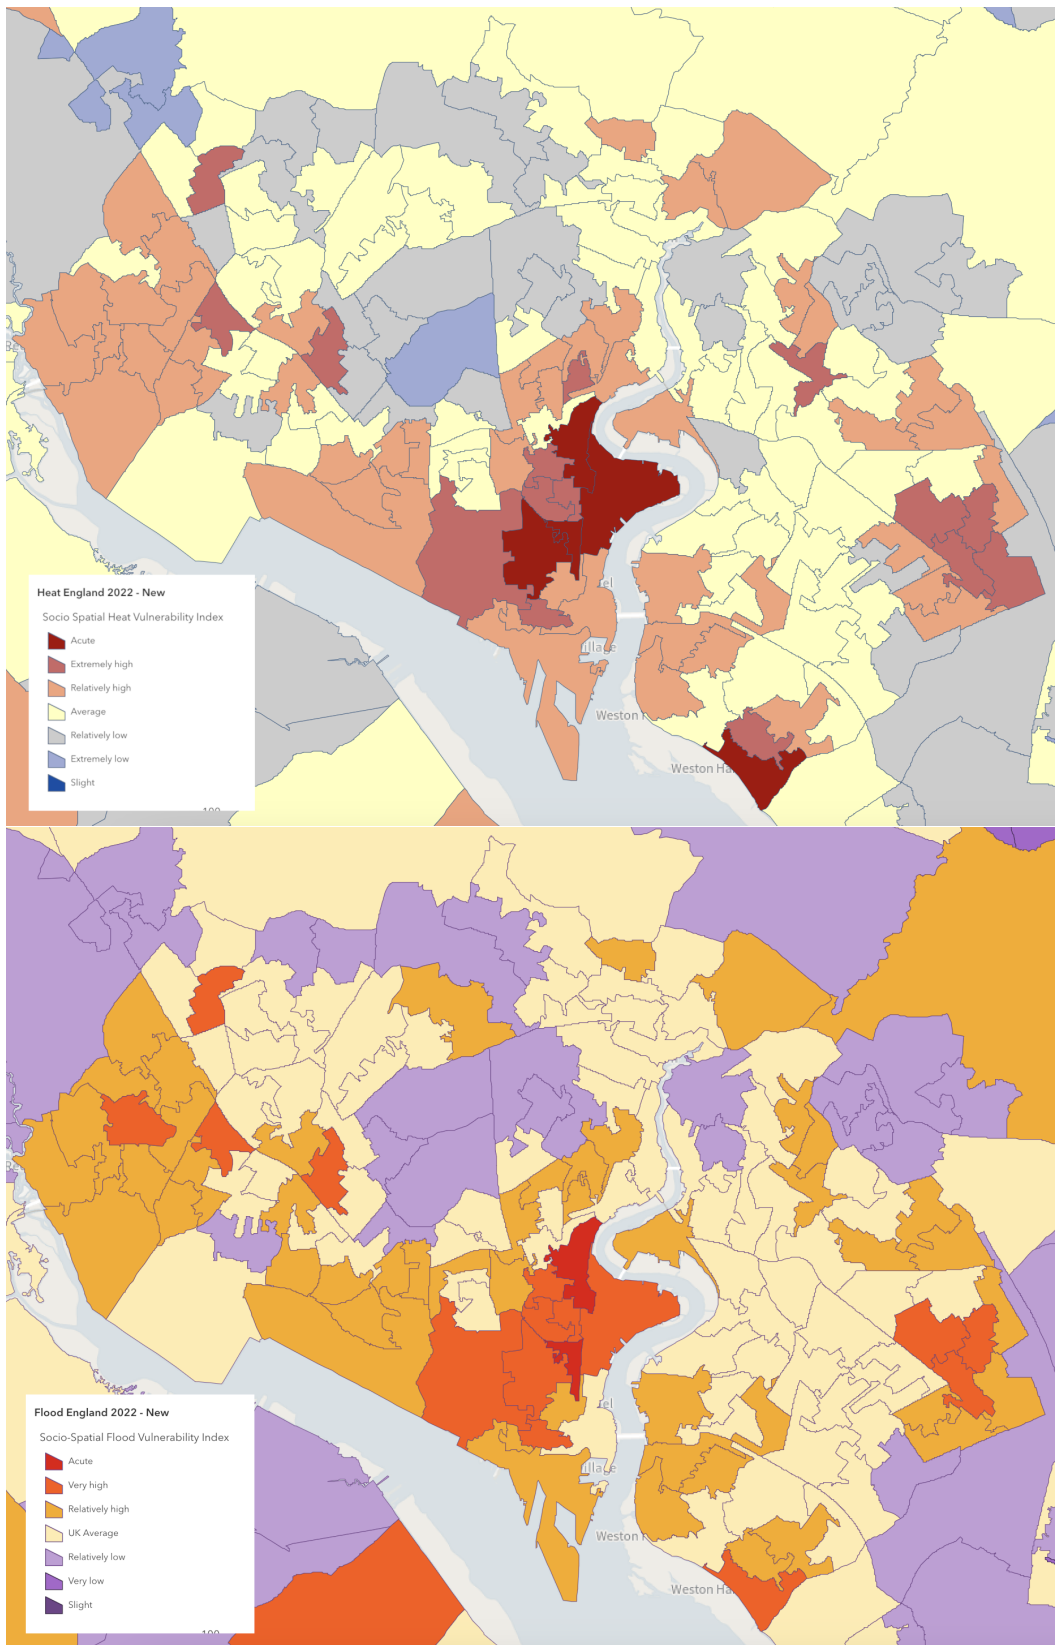 Heat England 2022 - New
Socio Spatial Heat Vulnerability Index
Acute
Extremely high
Relatively high
Average
Relatively low
Extremely low
Slight
Weston
Weston
Flood England 2022 - New
Socio-Spatial Flood Vulnerability Index
Acute
Very high
Relatively high
UK Average
Relatively low
Very low
Slight
Weston
Weston